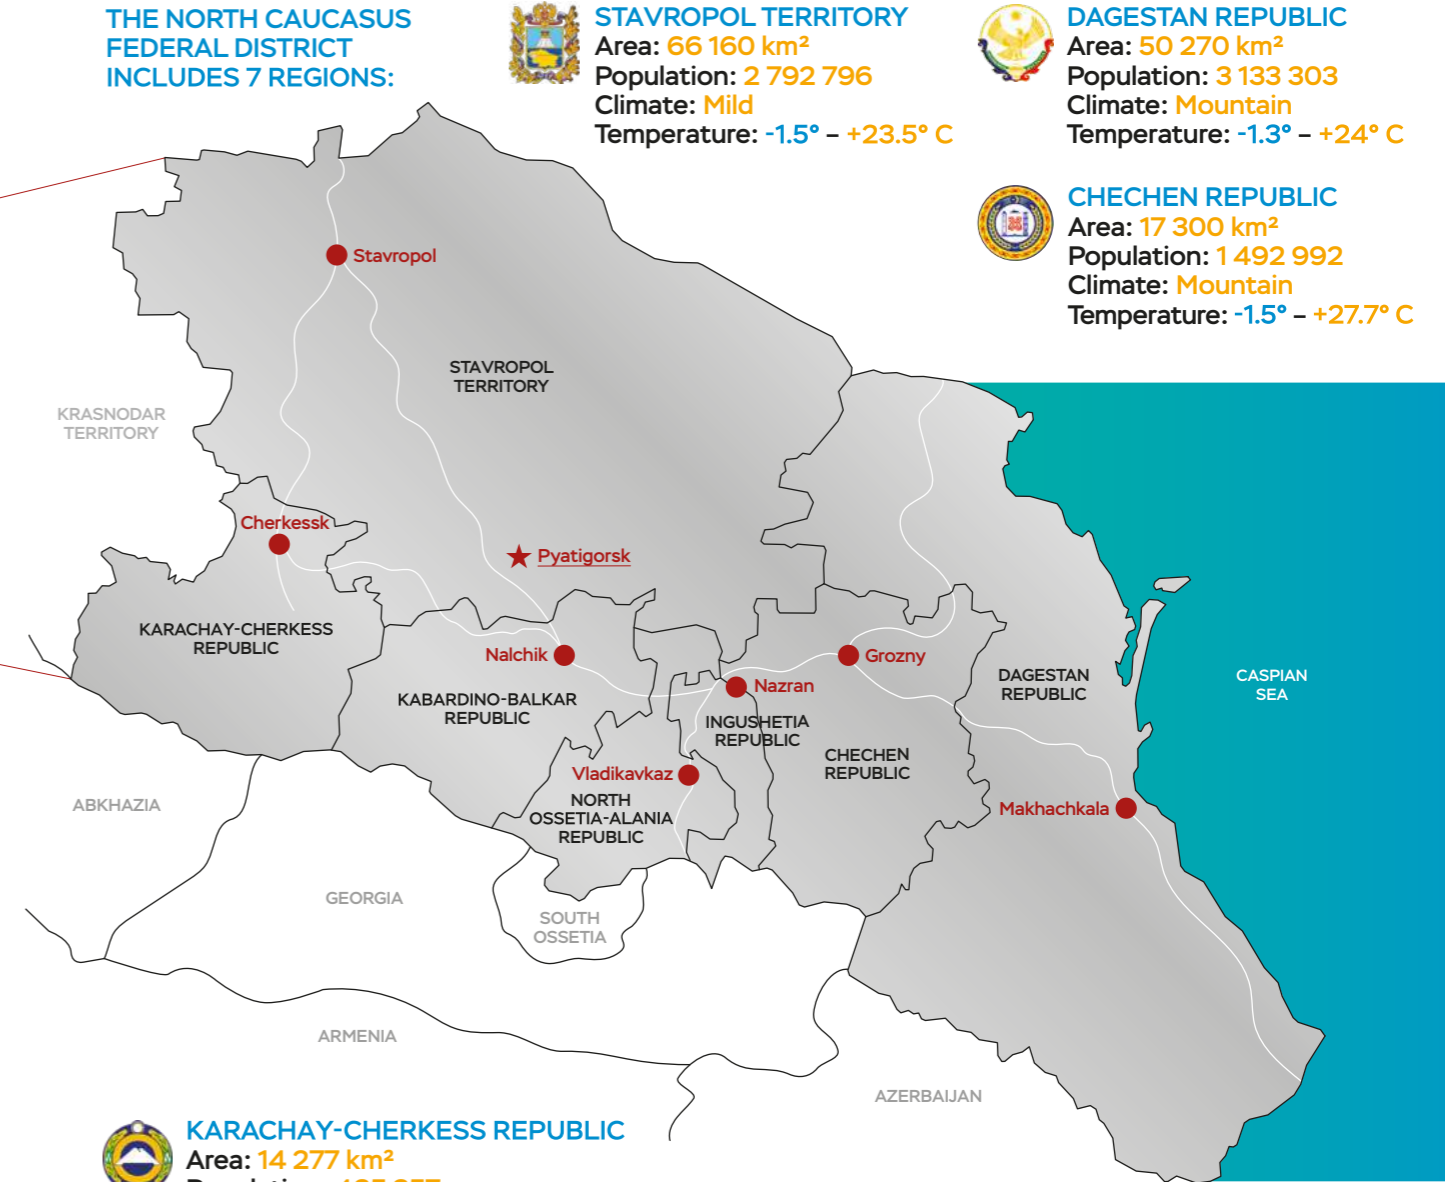 THE NORTH CAUCASUS
FEDERAL DISTRICT
INCLUDES 7 REGIONS:
STAVROPOL TERRITORY
Area: 66 160 km²
Population: 2 792 796
Climate: Mild
Temperature: -1.5° – +23.5° C
DAGESTAN REPUBLIC
Area: 50 270 km²
Population: 3 133 303
Climate: Mountain
Temperature: -1.3° – +24° C
CHECHEN REPUBLIC
Area: 17 300 km²
Population: 1 492 992
Climate: Mountain
Temperature: -1.5° – +27.7° C
Stavropol
STAVROPOL
TERRITORY
KRASNODAR
TERRITORY
Cherkessk
Pyatigorsk
KARACHAY-CHERKESS
REPUBLIC
Nalchik
Grozny
Nazran
KABARDINO-BALKAR
REPUBLIC
INGUSHETIA
REPUBLIC
DAGESTAN
REPUBLIC
CASPIAN
SEA
CHECHEN
REPUBLIC
Vladikavkaz
NORTH
OSSETIA-ALANIA
REPUBLIC
Makhachkala
ABKHAZIA
GEORGIA
SOUTH
OSSETIA
ARMENIA
AZERBAIJAN
KARACHAY-CHERKESS REPUBLIC
Area: 14 277 km²